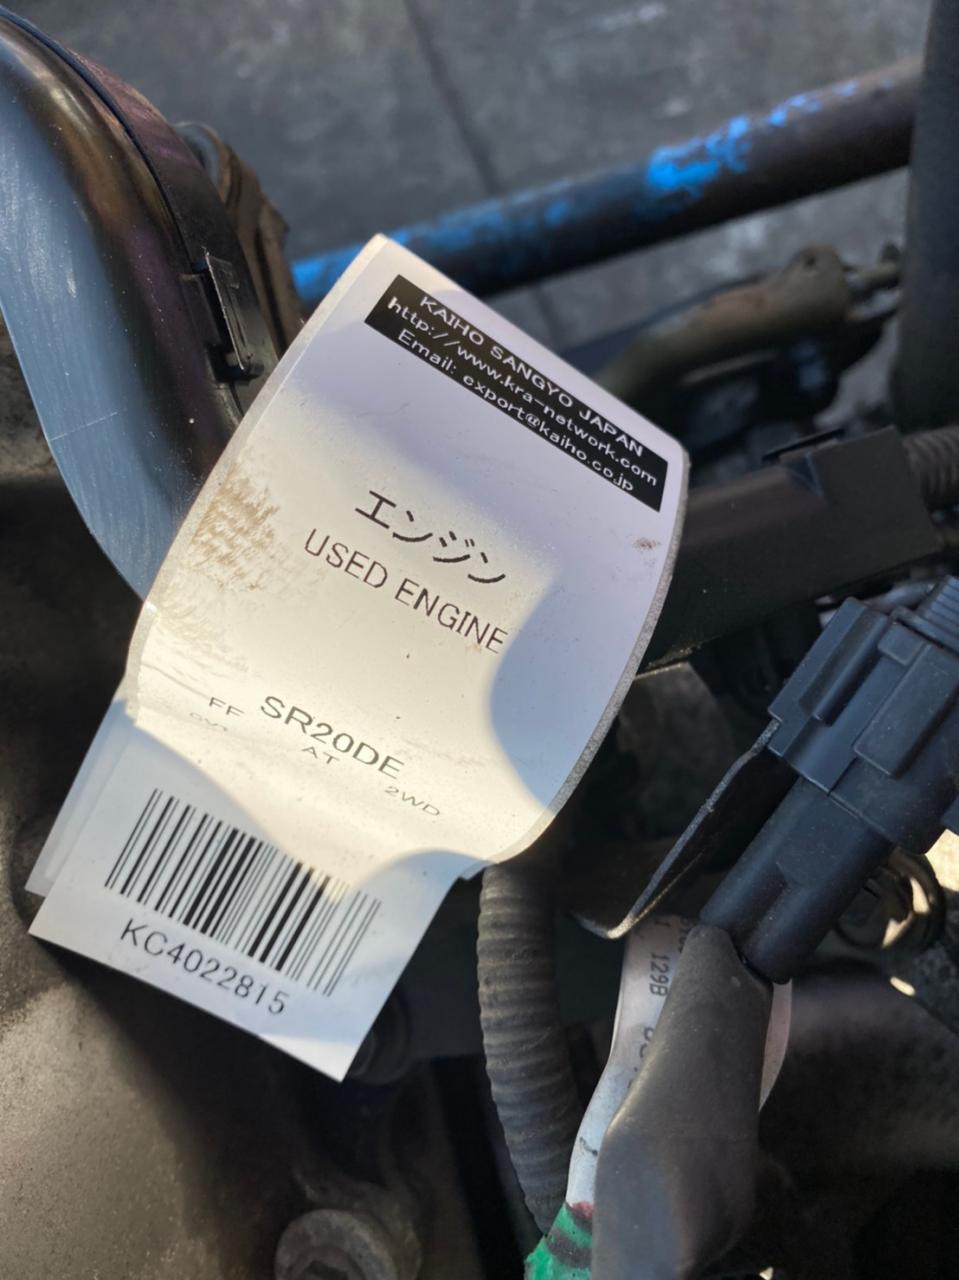 KAIHO SANGYO JAPAN
http://www.kra-network.com
Email: export@kaiho.co.jp
エンジン
USED ENGINE
SR20DE
FF AT 2WD
KC4022815
129B